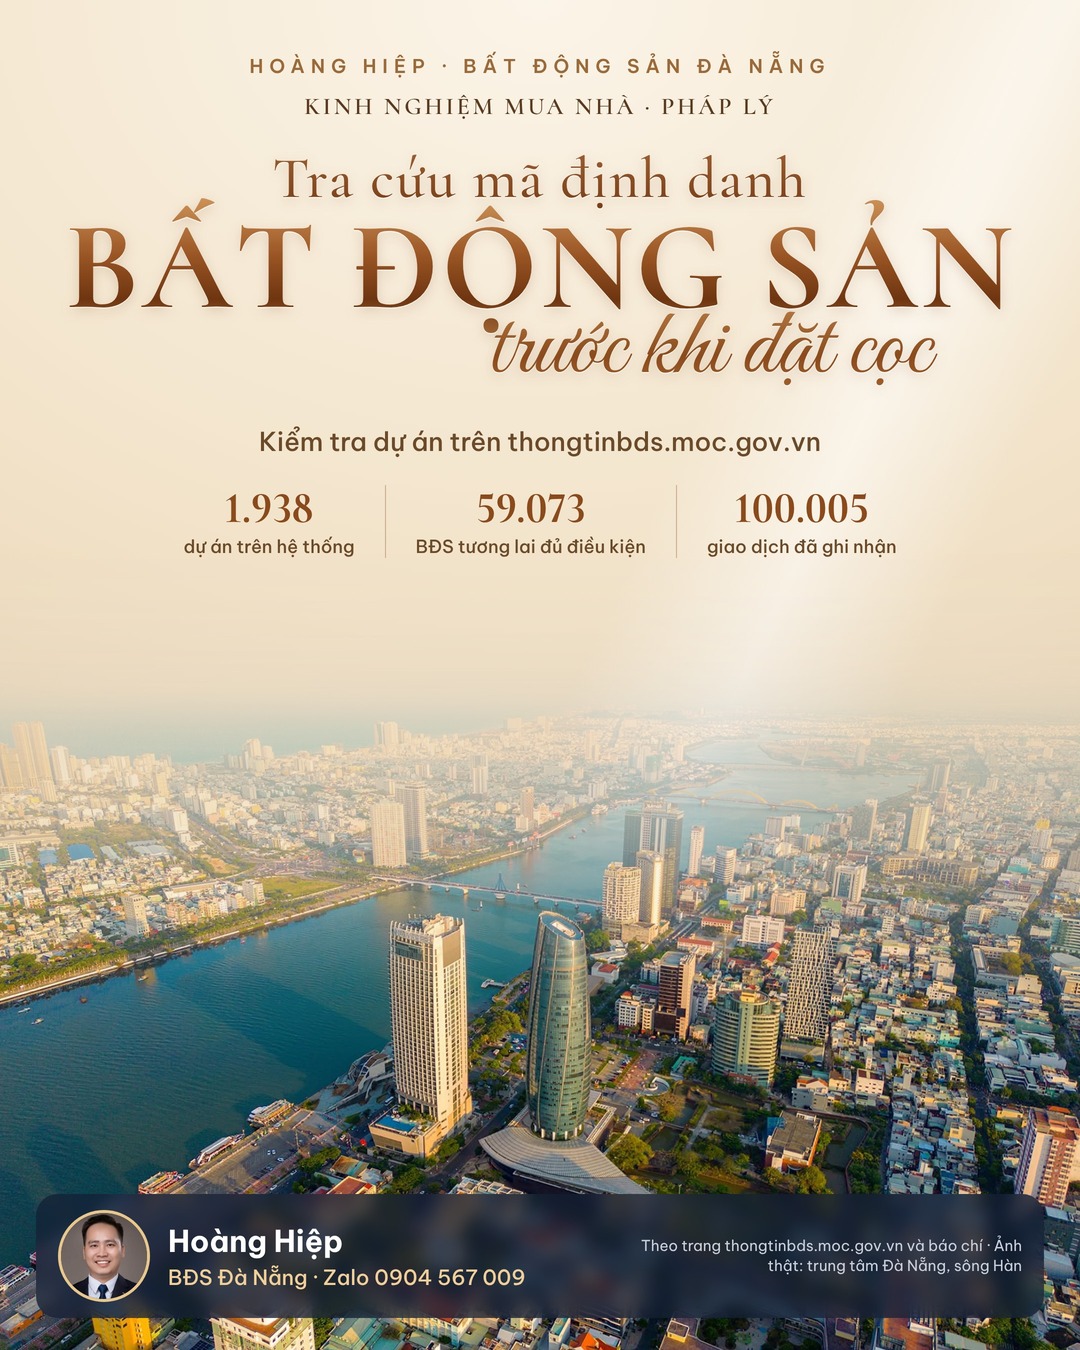 HOÀNG HIỆP · BẤT ĐỘNG SẢN ĐÀ NẴNG
KINH NGHIỆM MUA NHÀ · PHÁP LÝ
Tra cứu mã định danh
BẤT ĐỘNG SẢN
trước khi đặt cọc
Kiểm tra dự án trên thongtinbds.moc.gov.vn
1.938
dự án trên hệ thống
59.073
BĐS tương lai đủ điều kiện
100.005
giao dịch đã ghi nhận
Hoàng Hiệp
BĐS Đà Nẵng · Zalo 0904 567 009
Theo trang thongtinbds.moc.gov.vn và báo chí · Ảnh
thật: trung tâm Đà Nẵng, sông Hàn